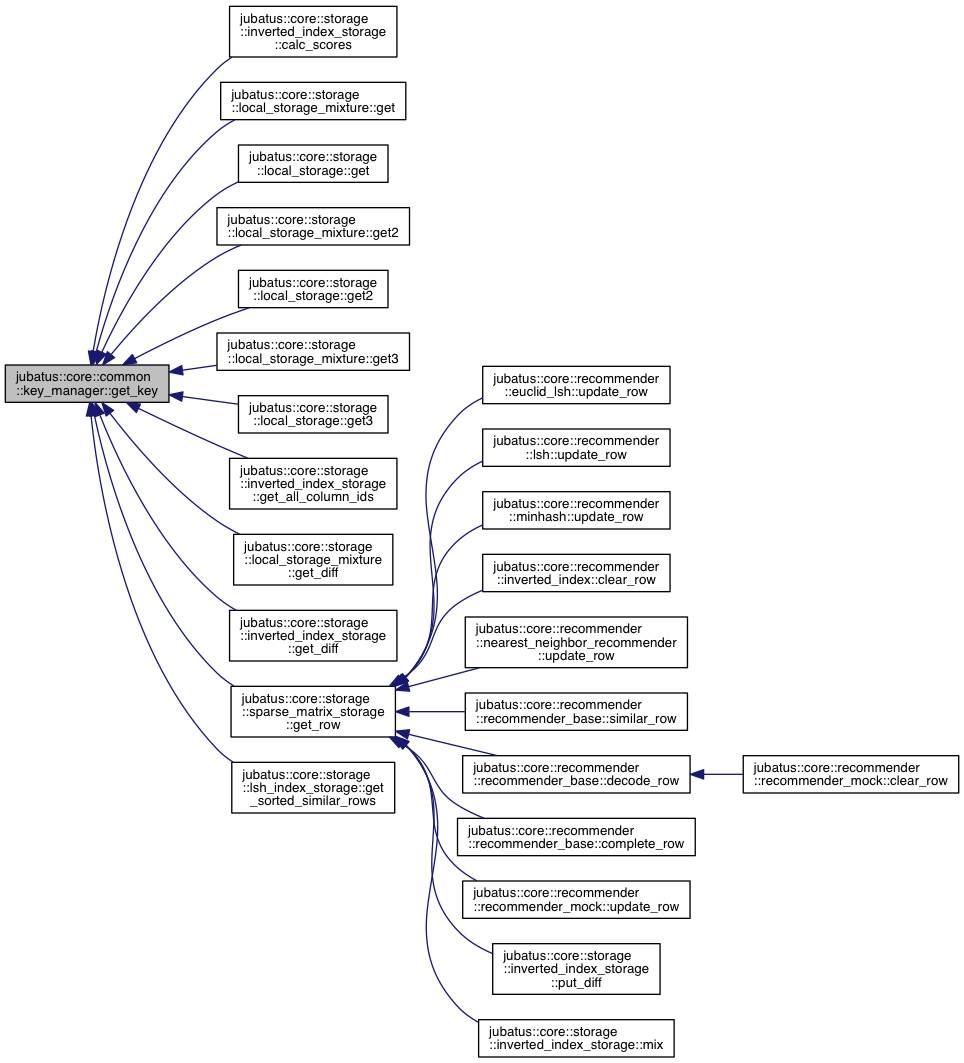 jubatus::core::storage
::inverted_index_storage
::calc_scores
jubatus::core::storage
::local_storage_mixture::get
jubatus::core::storage
::local_storage::get
jubatus::core::storage
::local_storage_mixture::get2
jubatus::core::storage
::local_storage::get2
jubatus::core::storage
::local_storage_mixture::get3
jubatus::core::common
::key_manager::get_key
jubatus::core::storage
::local_storage::get3
jubatus::core::storage
::inverted_index_storage
::get_all_column_ids
jubatus::core::storage
::local_storage_mixture
::get_diff
jubatus::core::storage
::inverted_index_storage
::get_diff
jubatus::core::storage
::sparse_matrix_storage
::get_row
jubatus::core::storage
::lsh_index_storage::get
_sorted_similar_rows
jubatus::core::recommender
::euclid_lsh::update_row
jubatus::core::recommender
::lsh::update_row
jubatus::core::recommender
::minhash::update_row
jubatus::core::recommender
::inverted_index::clear_row
jubatus::core::recommender
::nearest_neighbor_recommender
::update_row
jubatus::core::recommender
::recommender_base::similar_row
jubatus::core::recommender
::recommender_base::decode_row
jubatus::core::recommender
::recommender_mock::clear_row
jubatus::core::recommender
::recommender_base::complete_row
jubatus::core::recommender
::recommender_mock::update_row
jubatus::core::storage
::inverted_index_storage
::put_diff
jubatus::core::storage
::inverted_index_storage::mix